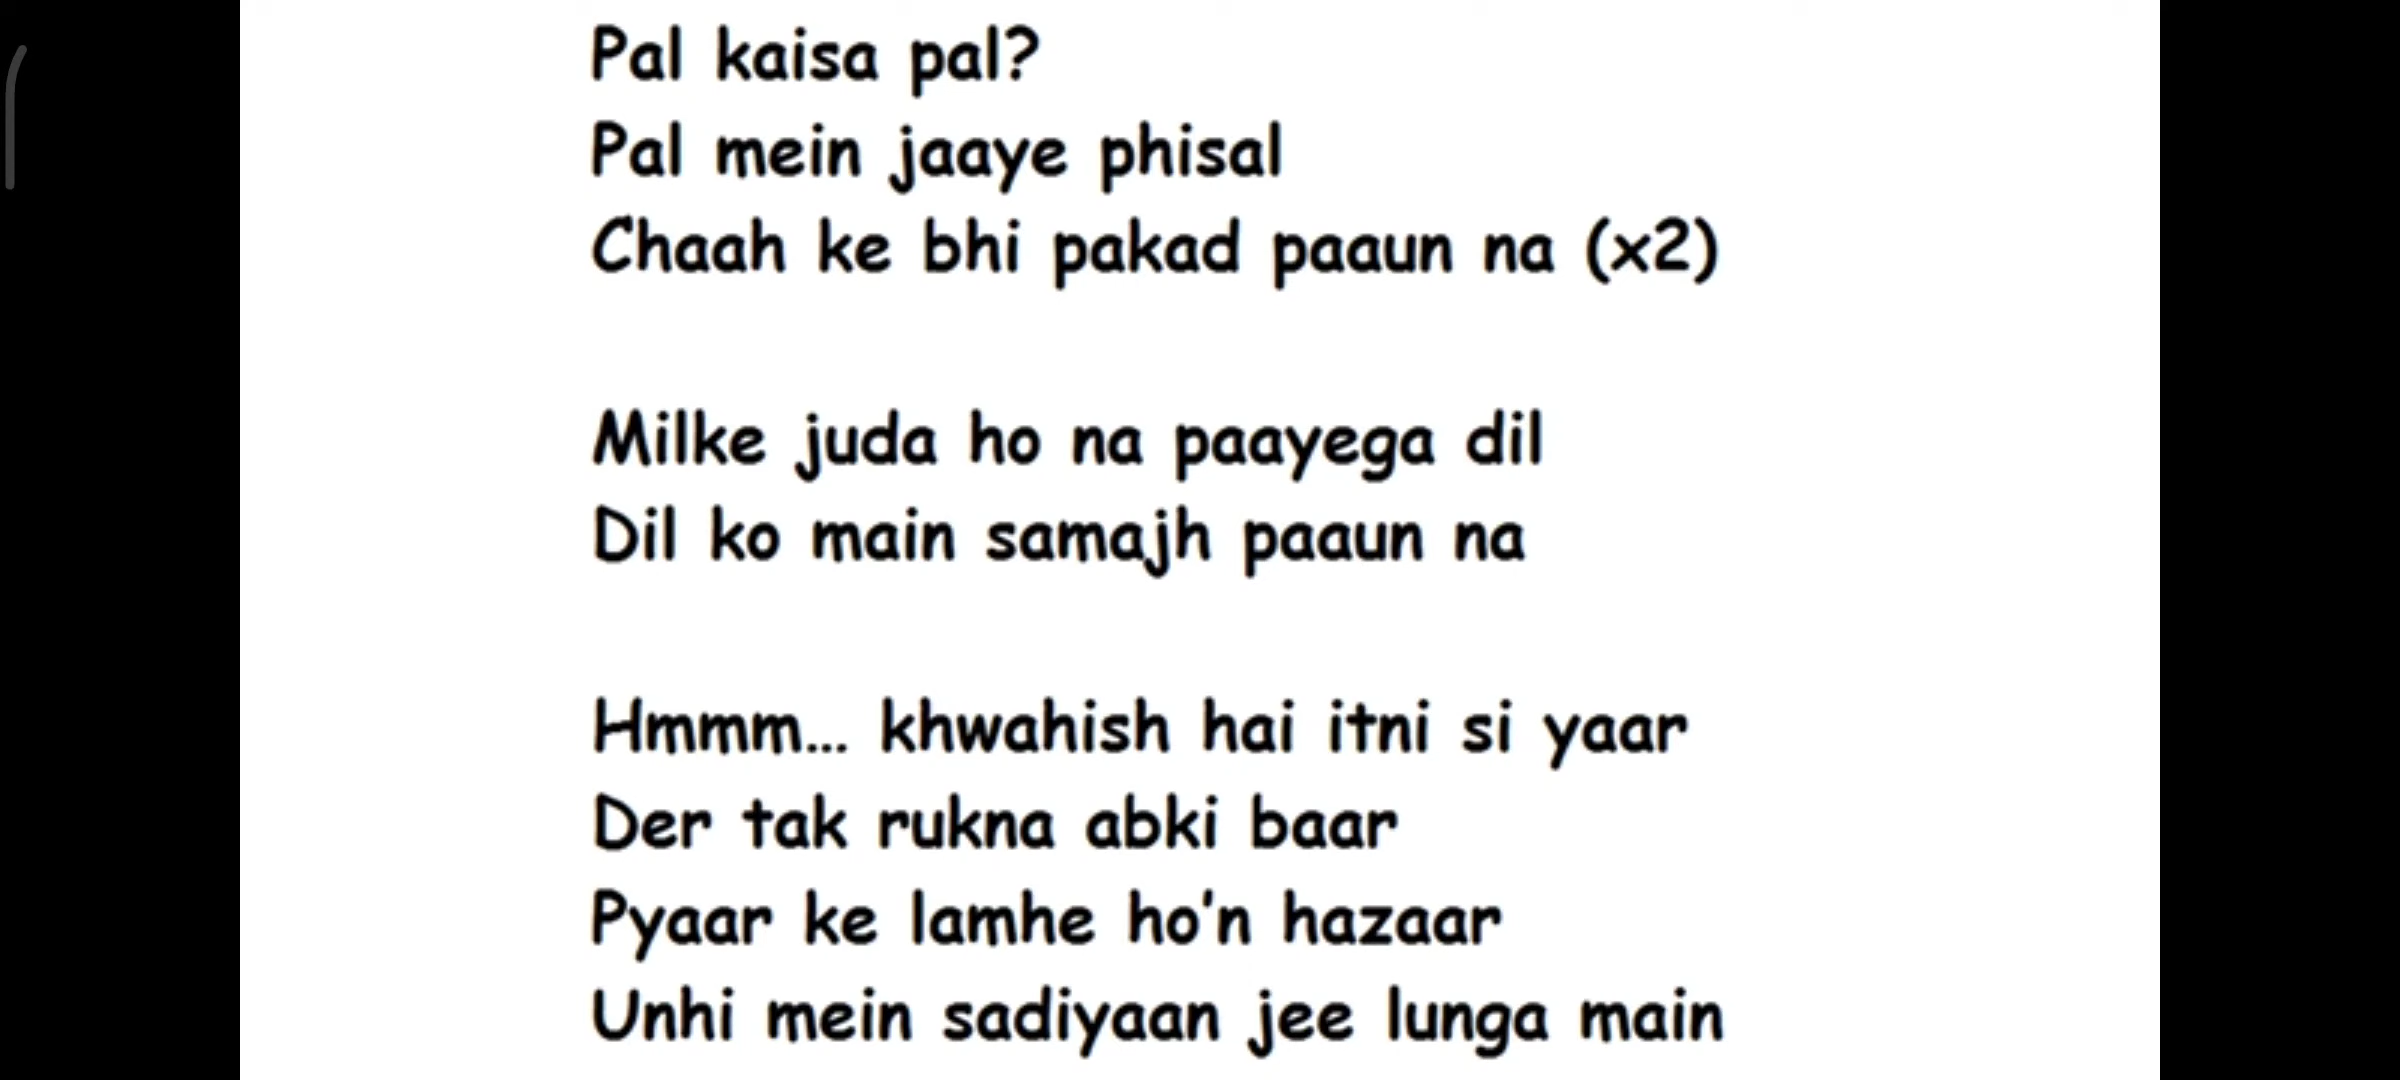 Pal kaisa pal?
Pal mein jaaye phisal
Chaah ke bhi pakad paaun na (x2)
Milke juda ho na paayega dil
Dil ko main samajh paaun na
Hmmm... khwahish hai itni si yaar
Der tak rukna abki baar
Pyaar ke lamhe ho'n hazaar
Unhi mein sadiyaan jee lunga main